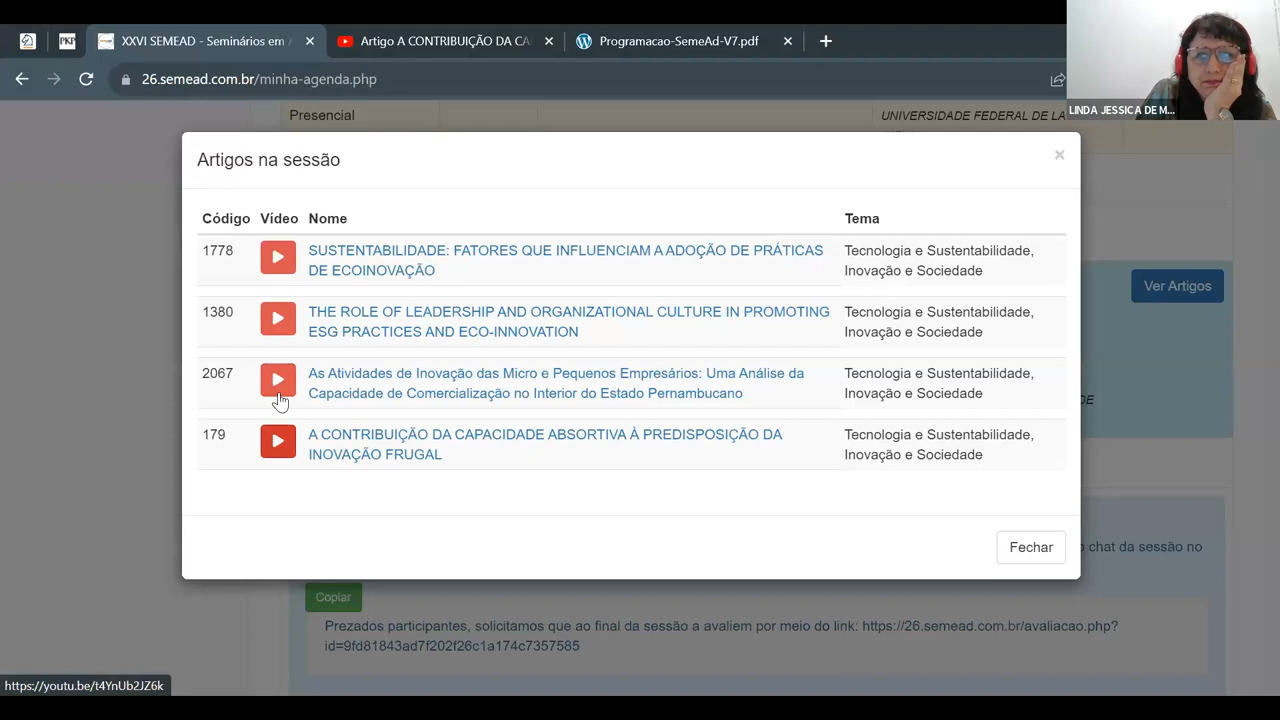 XXVI SEMEAD - Seminários em
Artigo A CONTRIBUIÇÃO DA CA
Programacao-SemeAd-V7.pdf
26.semead.com.br/minha-agenda.php
LINDA JESSICA DE M...
Presencial
UNIVERSIDADE FEDERAL DE LA
Artigos na sessão
Código Vídeo Nome Tema
1778
SUSTENTABILIDADE: FATORES QUE INFLUENCIAM A ADOÇÃO DE PRÁTICAS
DE ECOINOVAÇÃO
Tecnologia e Sustentabilidade,
Inovação e Sociedade
Ver Artigos
1380
THE ROLE OF LEADERSHIP AND ORGANIZATIONAL CULTURE IN PROMOTING
ESG PRACTICES AND ECO-INNOVATION
Tecnologia e Sustentabilidade,
Inovação e Sociedade
2067
As Atividades de Inovação das Micro e Pequenos Empresários: Uma Análise da
Capacidade de Comercialização no Interior do Estado Pernambucano
Tecnologia e Sustentabilidade,
Inovação e Sociedade
DE
179
A CONTRIBUIÇÃO DA CAPACIDADE ABSORTIVA À PREDISPOSIÇÃO DA
INOVAÇÃO FRUGAL
Tecnologia e Sustentabilidade,
Inovação e Sociedade
Fechar
chat da sessão no
Copiar
Prezados participantes, solicitamos que ao final da sessão a avaliem por meio do link: https://26.semead.com.br/avaliacao.php?
id=9fd81843ad7f202f26c1a174c7357585
https://youtu.be/t4YnUb2JZ6k